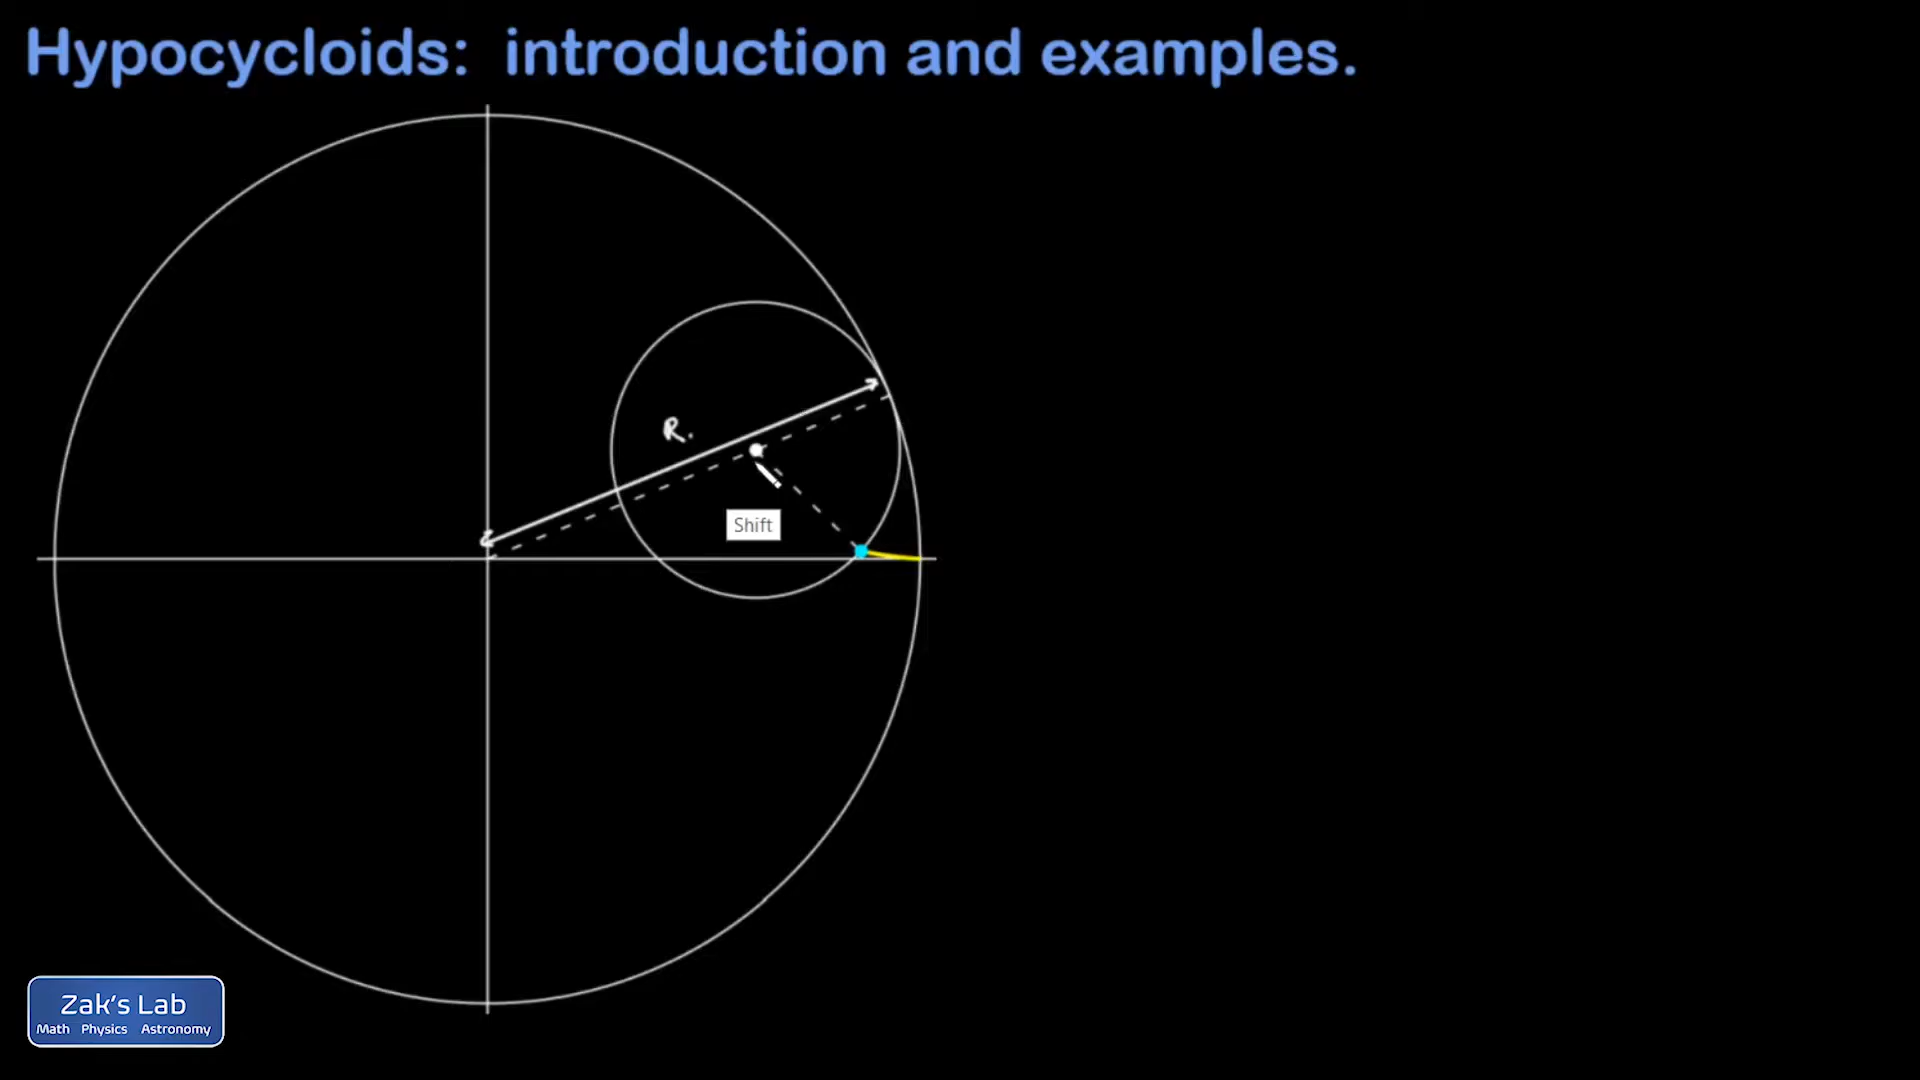 Hypocycloids: introduction and examples.
R.
Shift
Zak's Lab
Math Physics Astronomy